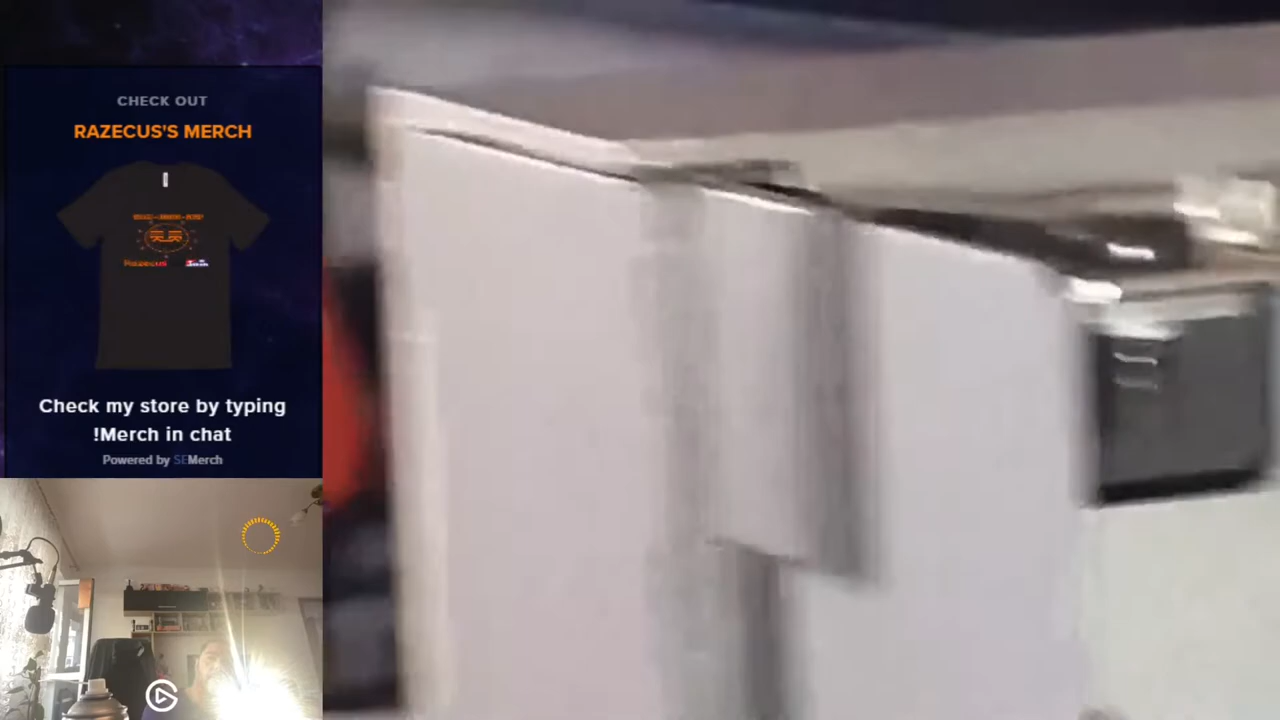 CHECK OUT
RAZECUS'S MERCH
Check my store by typing
!Merch in chat
Powered by SEMerch